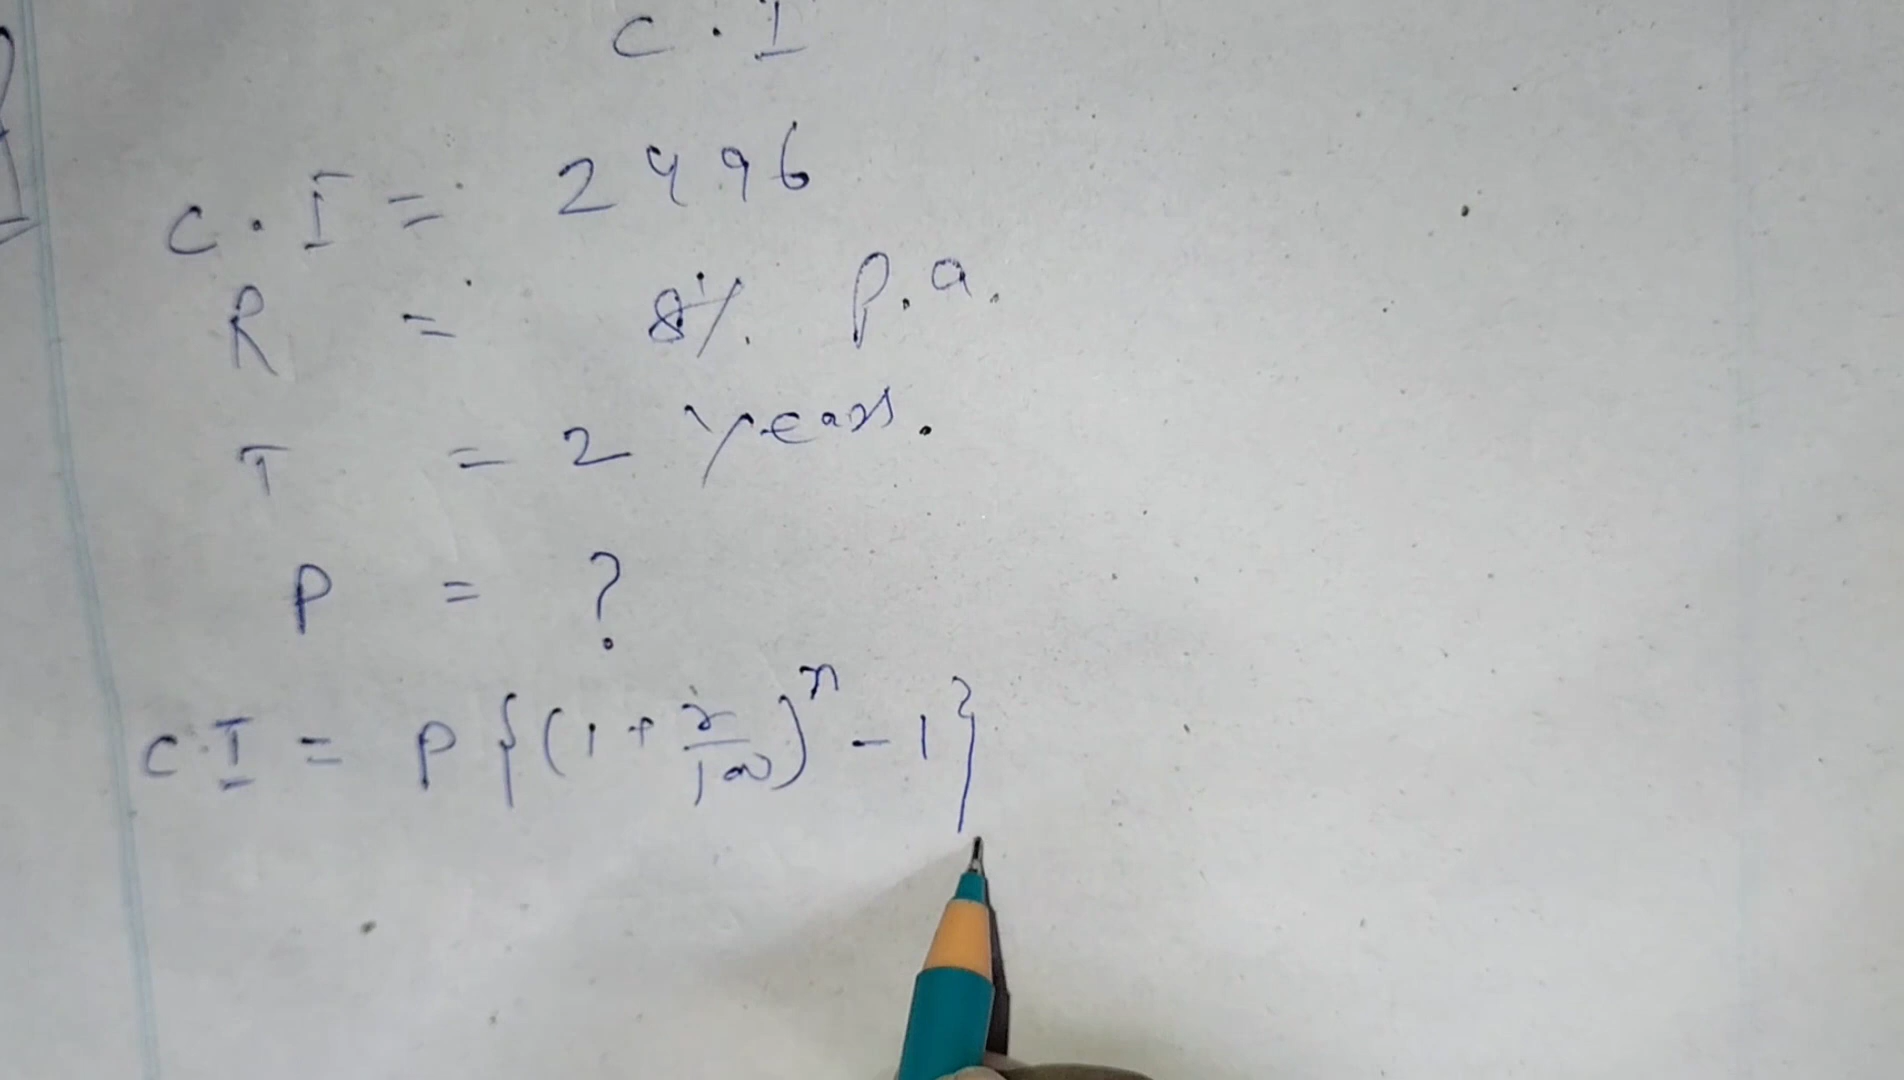 C.I
C.I = 2496
R = 8% P.a.
T = 2 years.
P = ?
C.I = P{(1+r/100)^n-1}